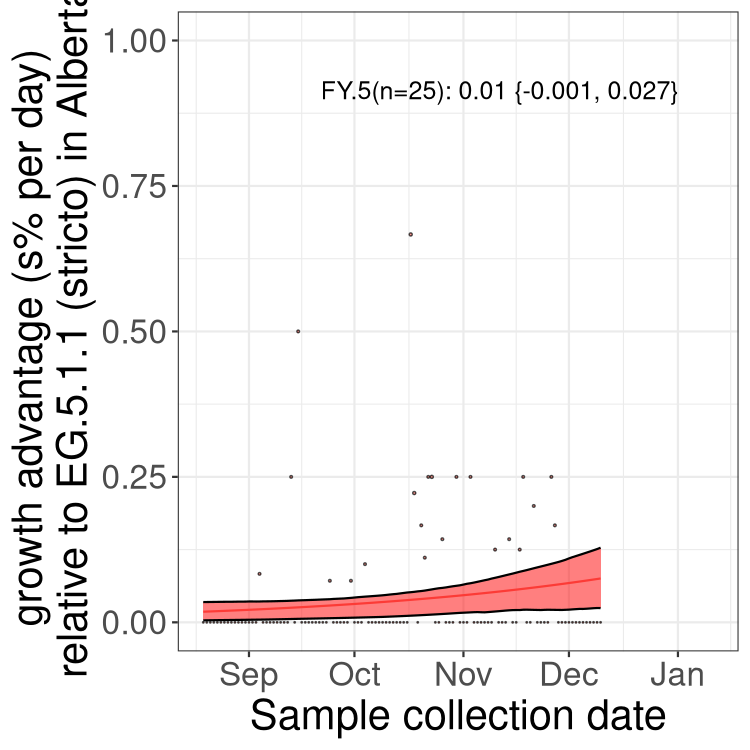 growth advantage (s% per day)
relative to EG.5.1.1 (stricto) in Alberta
1.00
FY.5(n=25): 0.01 {-0.001, 0.027}
0.75
0.50
0.25
0.00
Sep Oct Nov Dec Jan
Sample collection date